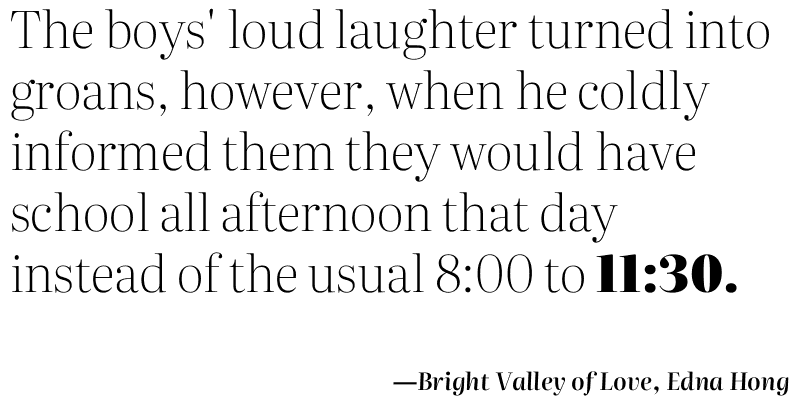 The boys' loud laughter turned into
groans, however, when he coldly
informed them they would have
school all afternoon that day
instead of the usual 8:00 to 11:30.
—Bright Valley of Love, Edna Hong